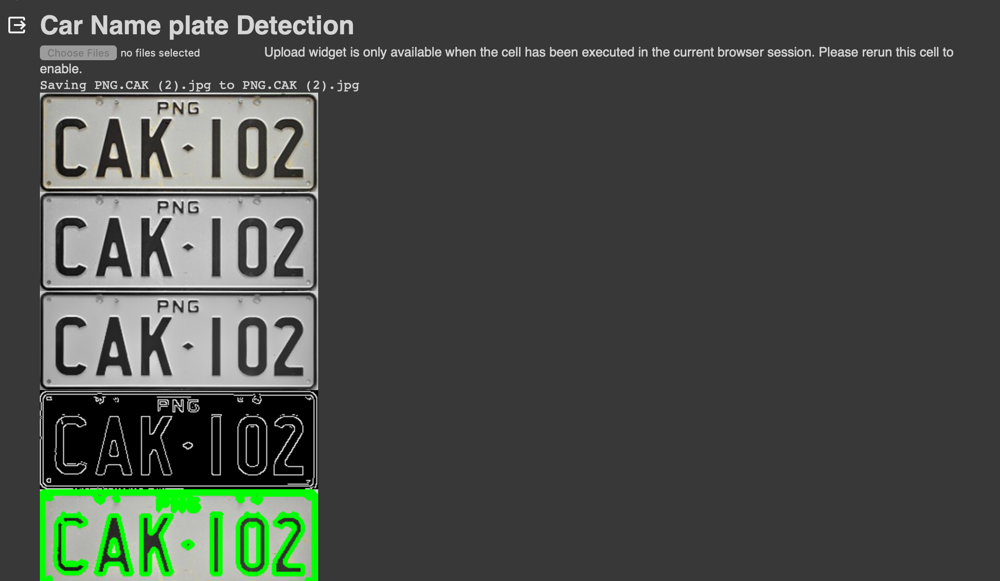 Car Name plate Detection
Choose Files no files selected Upload widget is only available when the cell has been executed in the current browser session. Please rerun this cell to
enable.
Saving PNG.CAK (2).jpg to PNG.CAK (2).jpg
PNG
CAK·102
PNG
CAK·102
PNG
CAK·102
PNG
CAK·102
PNG
CAK·102